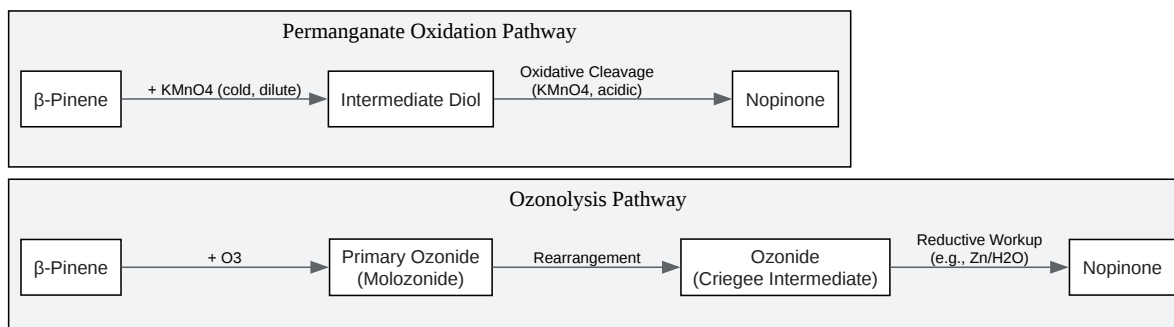 Permanganate Oxidation Pathway
β-Pinene
+ KMnO4 (cold, dilute)
Intermediate Diol
Oxidative Cleavage
(KMnO4, acidic)
Nopinone
Ozonolysis Pathway
β-Pinene
+ O3
Primary Ozonide
(Molozonide)
Rearrangement
Ozonide
(Criegee Intermediate)
Reductive Workup
(e.g., Zn/H2O)
Nopinone